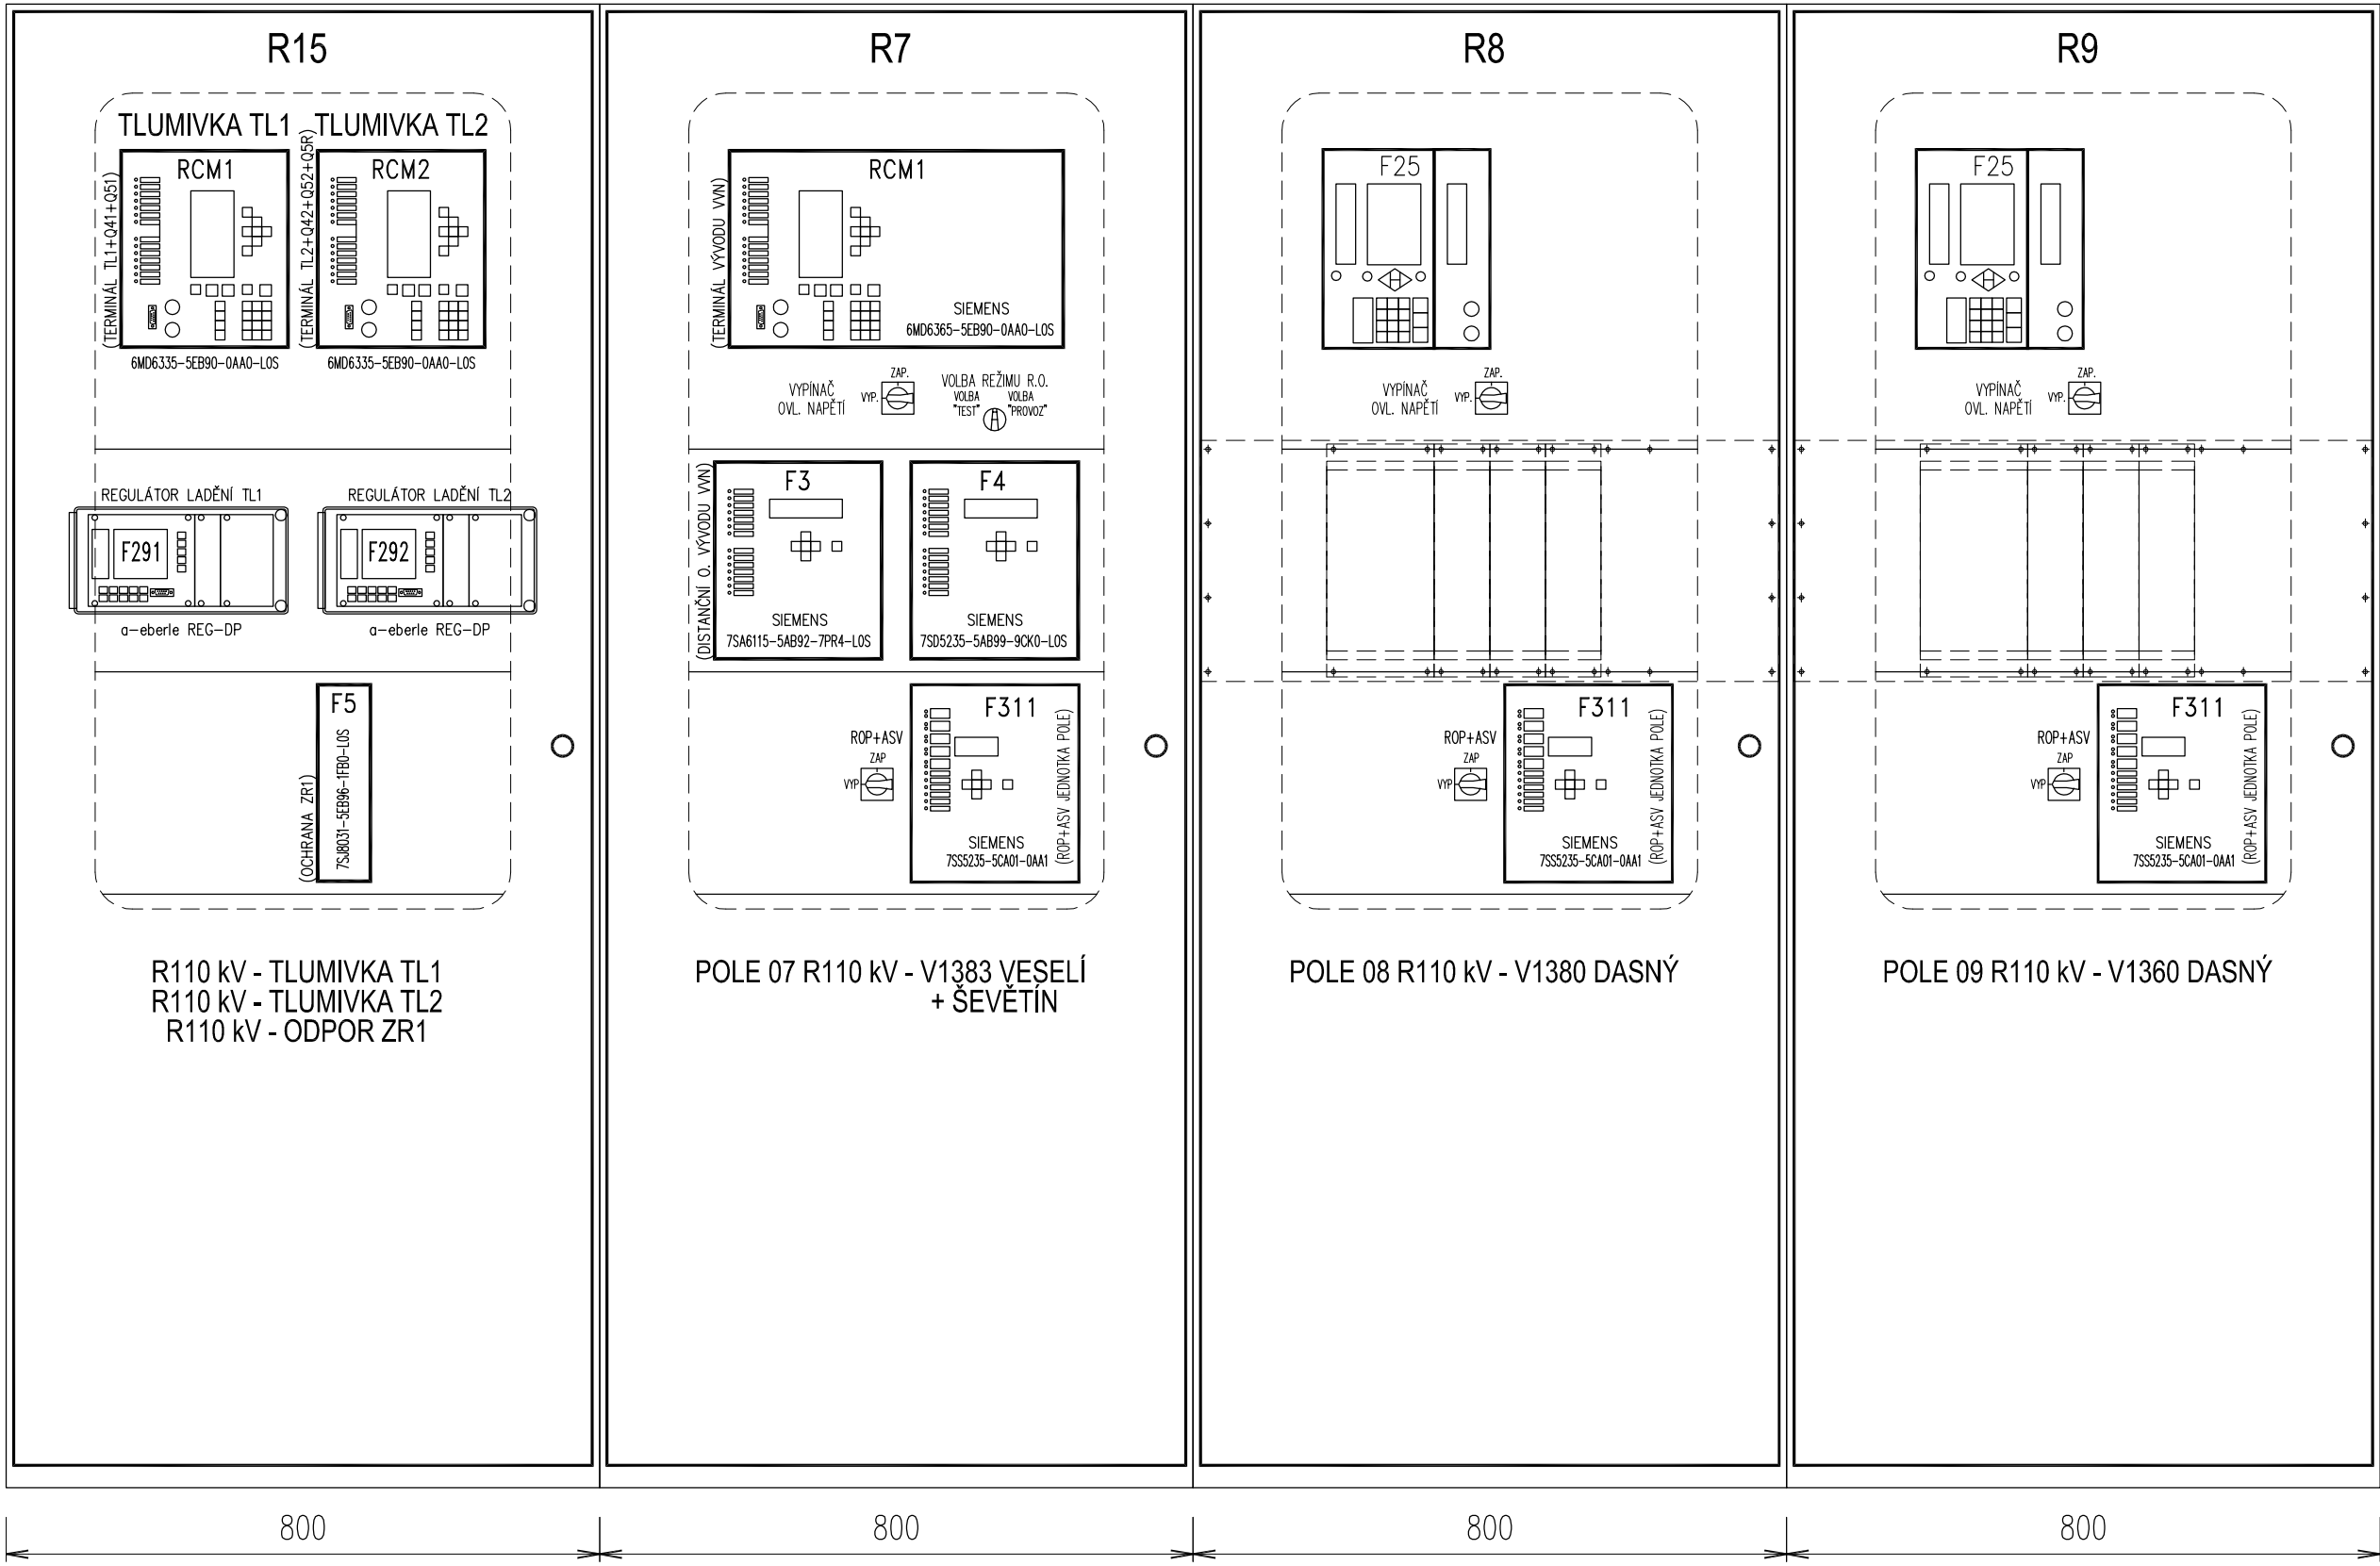 R15
TLUMIVKA TL1
TLUMIVKA TL2
(TERMINÁL TL1+Q41+Q51)
RCM1
(TERMINÁL TL2+Q42+Q52+Q5R)
RCM2
6MD6335-5EB90-0AA0-L0S
6MD6335-5EB90-0AA0-L0S
REGULÁTOR LADĚNÍ TL1
REGULÁTOR LADĚNÍ TL2
F291
F292
a-eberle REG-DP
a-eberle REG-DP
F5
(OCHRANA ZR1)
7SJ8031-5EB96-1FB0-L0S
R110 kV - TLUMIVKA TL1
R110 kV - TLUMIVKA TL2
R110 kV - ODPOR ZR1
800
R7
(TERMINÁL VÝVODU VVN)
RCM1
SIEMENS
6MD6365-5EB90-0AA0-L0S
VYPÍNAČ
OVL. NAPĚTÍ
ZAP.
VYP.
VOLBA REŽIMU R.O.
VOLBA
"TEST"
VOLBA
"PROVOZ"
(DISTANČNÍ O. VÝVODU VVN)
F3
SIEMENS
7SA6115-5AB92-7PR4-L0S
F4
SIEMENS
7SD5235-5AB99-9CK0-L0S
ROP+ASV
ZAP
VYP
F311
SIEMENS
7SS5235-5CA01-0AA1
(ROP+ASV JEDNOTKA POLE)
POLE 07 R110 kV - V1383 VESELÍ
+ ŠEVĚTÍN
800
R8
F25
VYPÍNAČ
OVL. NAPĚTÍ
ZAP.
VYP.
ROP+ASV
ZAP
VYP
F311
SIEMENS
7SS5235-5CA01-0AA1
(ROP+ASV JEDNOTKA POLE)
POLE 08 R110 kV - V1380 DASNÝ
800
R9
F25
VYPÍNAČ
OVL. NAPĚTÍ
ZAP.
VYP.
ROP+ASV
ZAP
VYP
F311
SIEMENS
7SS5235-5CA01-0AA1
(ROP+ASV JEDNOTKA POLE)
POLE 09 R110 kV - V1360 DASNÝ
800